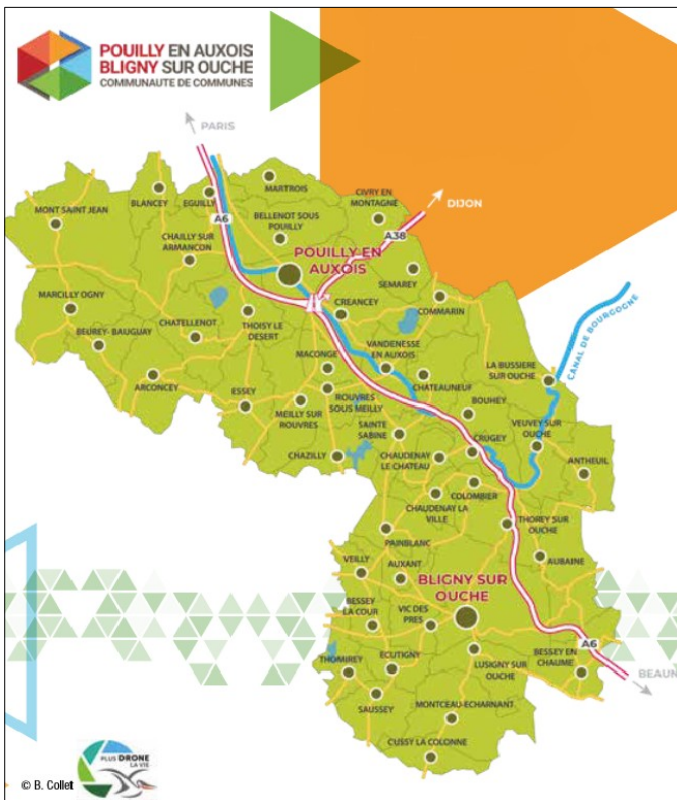 POUILLY EN AUXOIS
BLIGNY SUR OUCHE
COMMUNAUTE DE COMMUNES
PARIS
MARTROIS
BLANCEY
EGUILLY
CIVRY EN
MONTAGNE
DIJON
MONT SAINT JEAN
A6
BELLENOT SOUS
POUILLY
A38
CHAILLY SUR
ARMANCON
POUILLY EN
AUXOIS
SEMAREY
COMMARIN
MARCILLY OGNY
CREANCEY
CANAL DE BOURGOGNE
BEUREY- BAUGUAY
CHATELLENOT
THOISY LE
DESERT
VANDENESSE
EN AUXOIS
MACONGE
LA BUSSIERE
SUR OUCHE
ARCONCEY
CHATEAUNEUF
IESSEY
MEILLY SUR
ROUVRES
ROUVRES
SOUS MEILLY
BOUHEY
SAINTE
SABINE
VEUVEY SUR
OUCHE
CRUGEY
CHAZILLY
CHAUDENAY
LE CHATEAU
ANTHEUIL
COLOMBIER
CHAUDENAY LA
VILLE
THOREY SUR
OUCHE
PAINBLANC
VEILLY
AUXANT
AUBAINE
BLIGNY SUR
OUCHE
BESSEY
LA COUR
VIC DES
PRES
A6
BESSEY EN
CHAUME
THOMIREY
ECUTIGNY
LUSIGNY SUR
OUCHE
BEAUN
SAUSSEY
MONTCEAU-ECHARNANT
CUSSY LA COLONNE
PLUS DRONE
LA VIE
© B. Collet